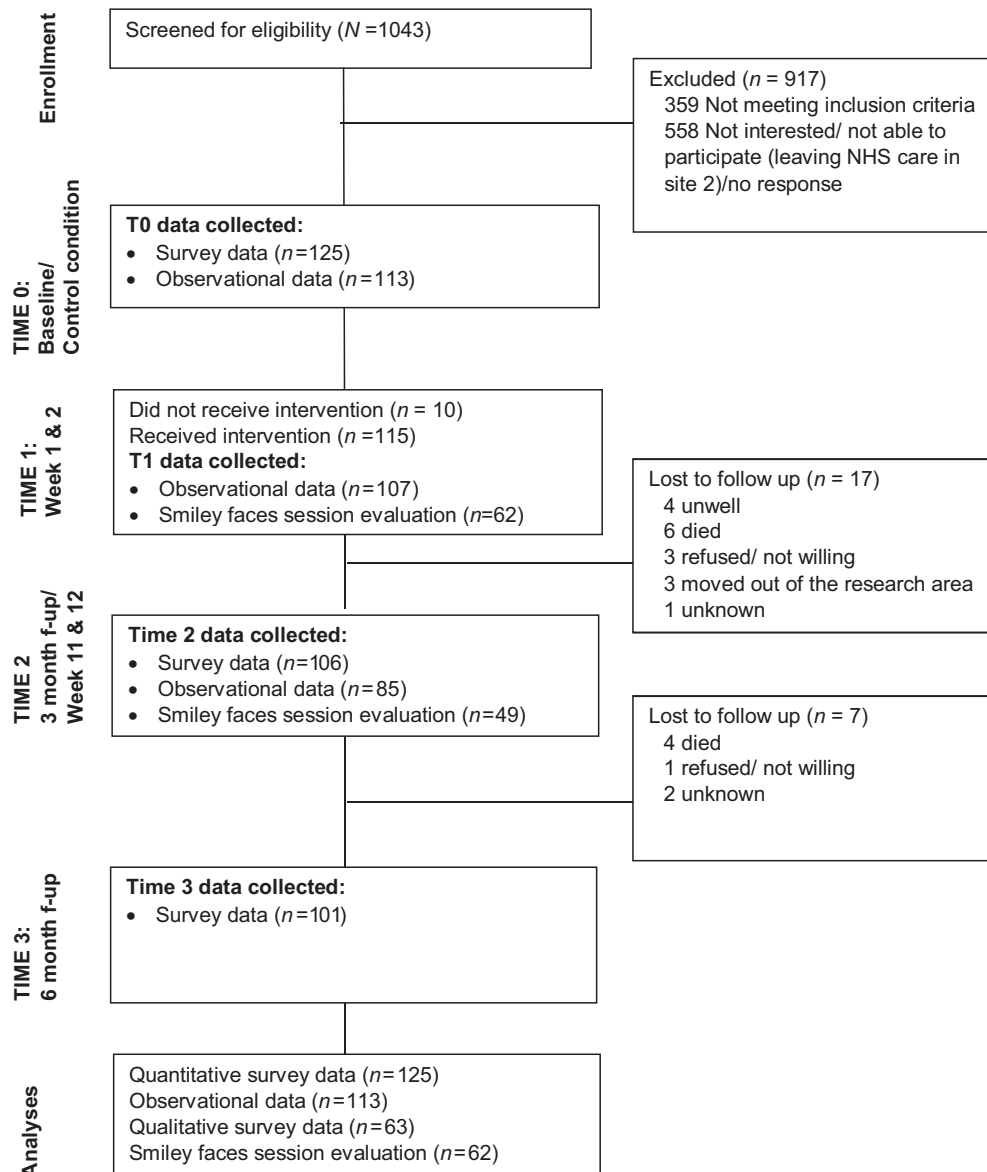 Enrollment
Screened for eligibility (N =1043)
Excluded (n = 917)
359 Not meeting inclusion criteria
558 Not interested/ not able to
participate (leaving NHS care in
site 2)/no response
TIME 0:
Baseline/
Control condition
T0 data collected:
• Survey data (n=125)
• Observational data (n=113)
TIME 1:
Week 1 & 2
Did not receive intervention (n = 10)
Received intervention (n =115)
T1 data collected:
• Observational data (n=107)
• Smiley faces session evaluation (n=62)
Lost to follow up (n = 17)
4 unwell
6 died
3 refused/ not willing
3 moved out of the research area
1 unknown
TIME 2
3 month f-up/
Week 11 & 12
Time 2 data collected:
• Survey data (n=106)
• Observational data (n=85)
• Smiley faces session evaluation (n=49)
Lost to follow up (n = 7)
4 died
1 refused/ not willing
2 unknown
TIME 3:
6 month f-up
Time 3 data collected:
• Survey data (n=101)
Analyses
Quantitative survey data (n=125)
Observational data (n=113)
Qualitative survey data (n=63)
Smiley faces session evaluation (n=62)